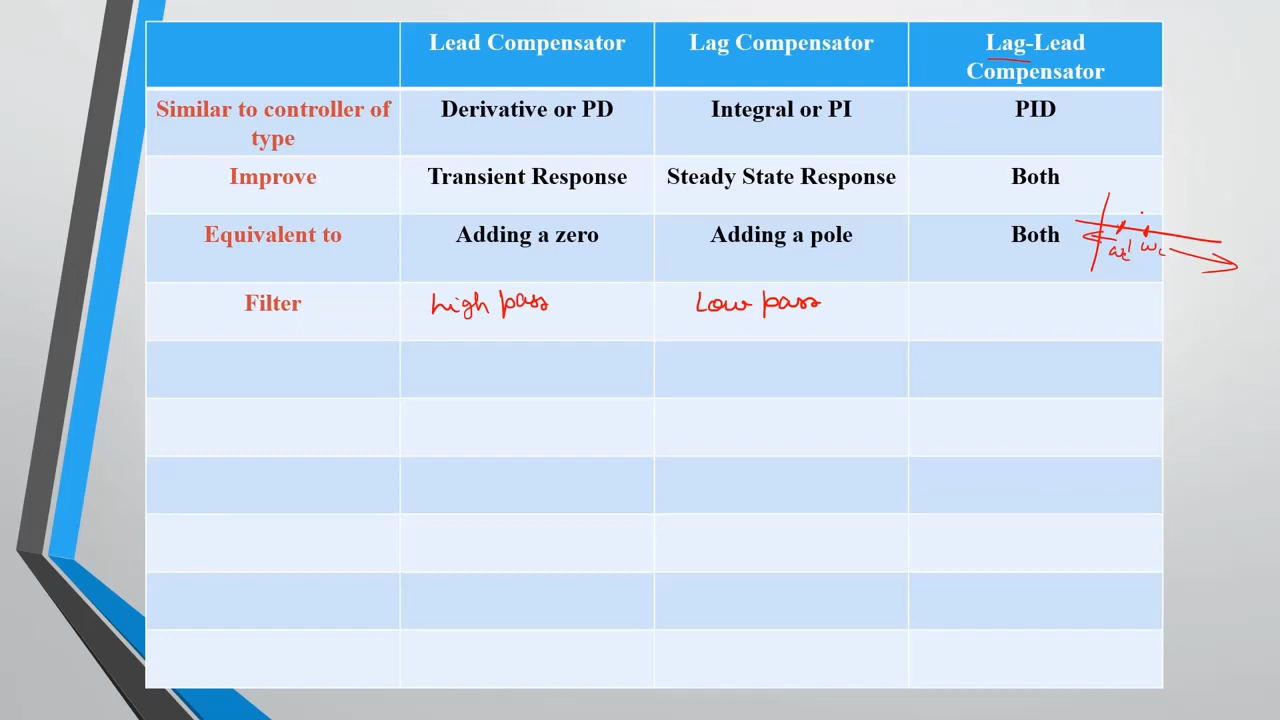 Lead Compensator
Lag Compensator
Lag-Lead
Compensator
Similar to controller of
type
Derivative or PD
Integral or PI
PID
Improve
Transient Response
Steady State Response
Both
Equivalent to
Adding a zero
Adding a pole
Both
ωc' ωc
Filter
high pass
Low pass